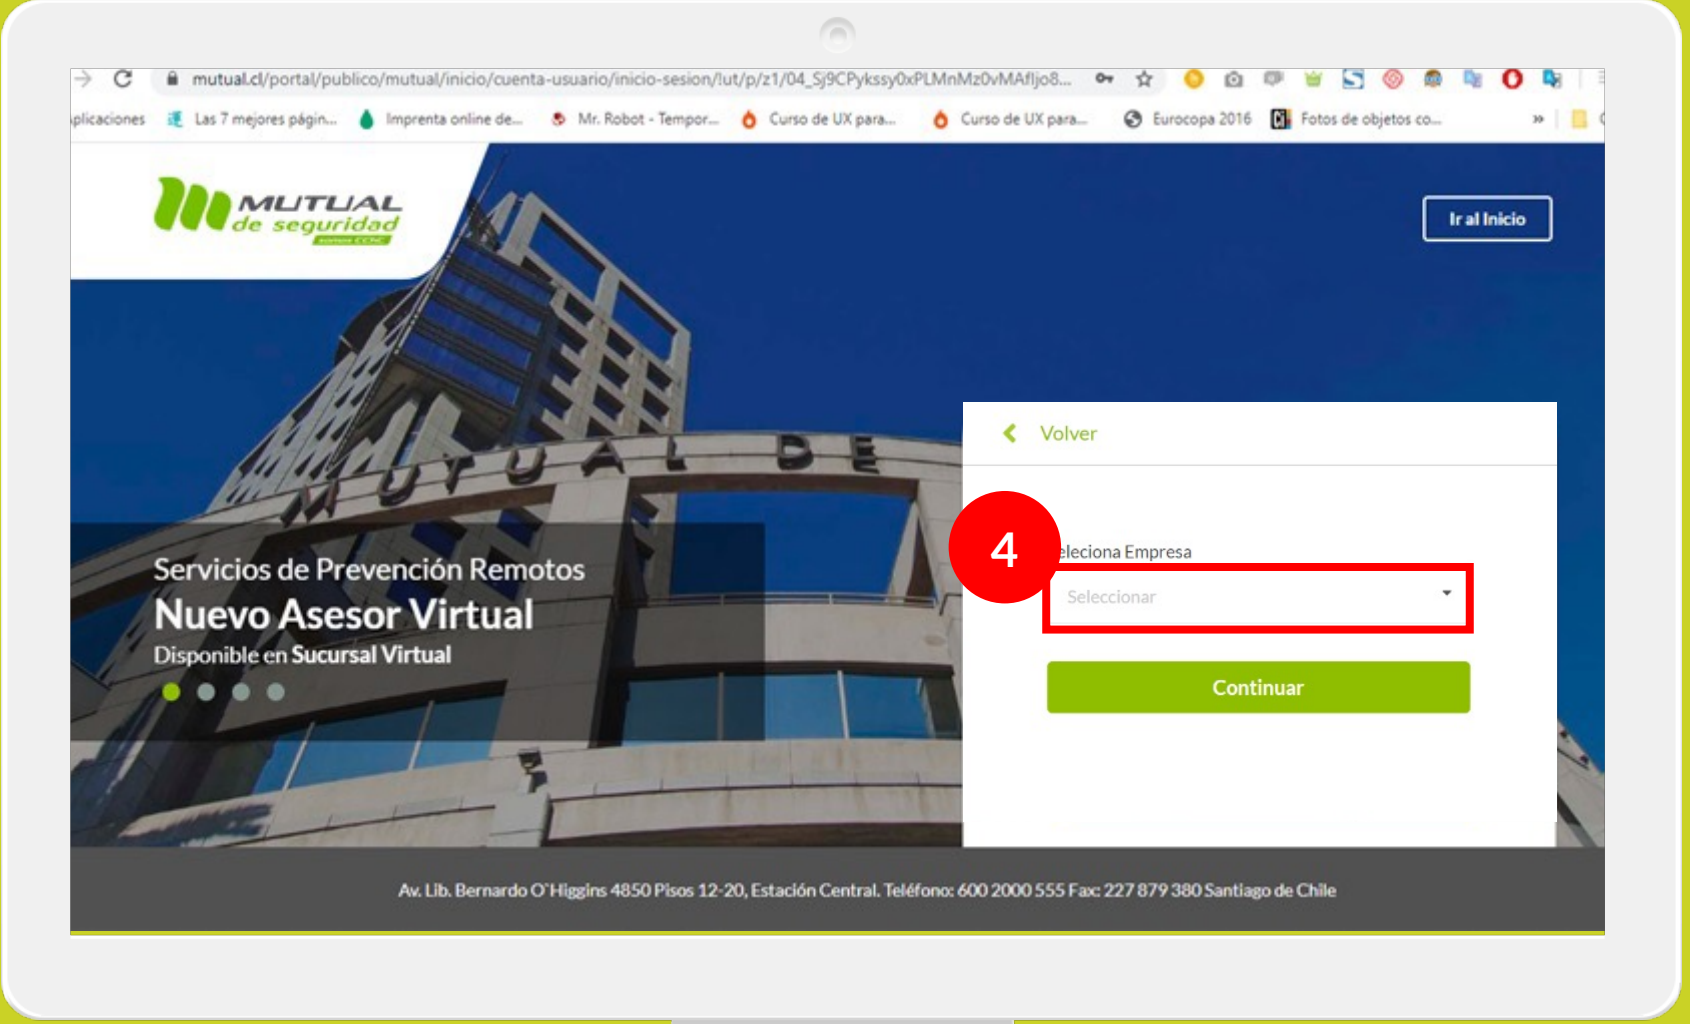 mutual.cl/portal/publico/mutual/inicio/cuenta-usuario/inicio-sesion/!ut/p/z1/04_Sj9CPykssy0xPLMnMz0vMAfIjo8...
plicaciones Las 7 mejores págin... Imprenta online de... Mr. Robot - Tempor... Curso de UX para... Curso de UX para... Eurocopa 2016 Fotos de objetos co... »
MUTUAL
de seguridad
somos CChC
Ir al Inicio
MUTUAL DE
Volver
4
eleciona Empresa
Seleccionar
Continuar
Servicios de Prevención Remotos
Nuevo Asesor Virtual
Disponible en Sucursal Virtual
Av. Lib. Bernardo O`Higgins 4850 Pisos 12-20, Estación Central. Teléfono: 600 2000 555 Fax: 227 879 380 Santiago de Chile